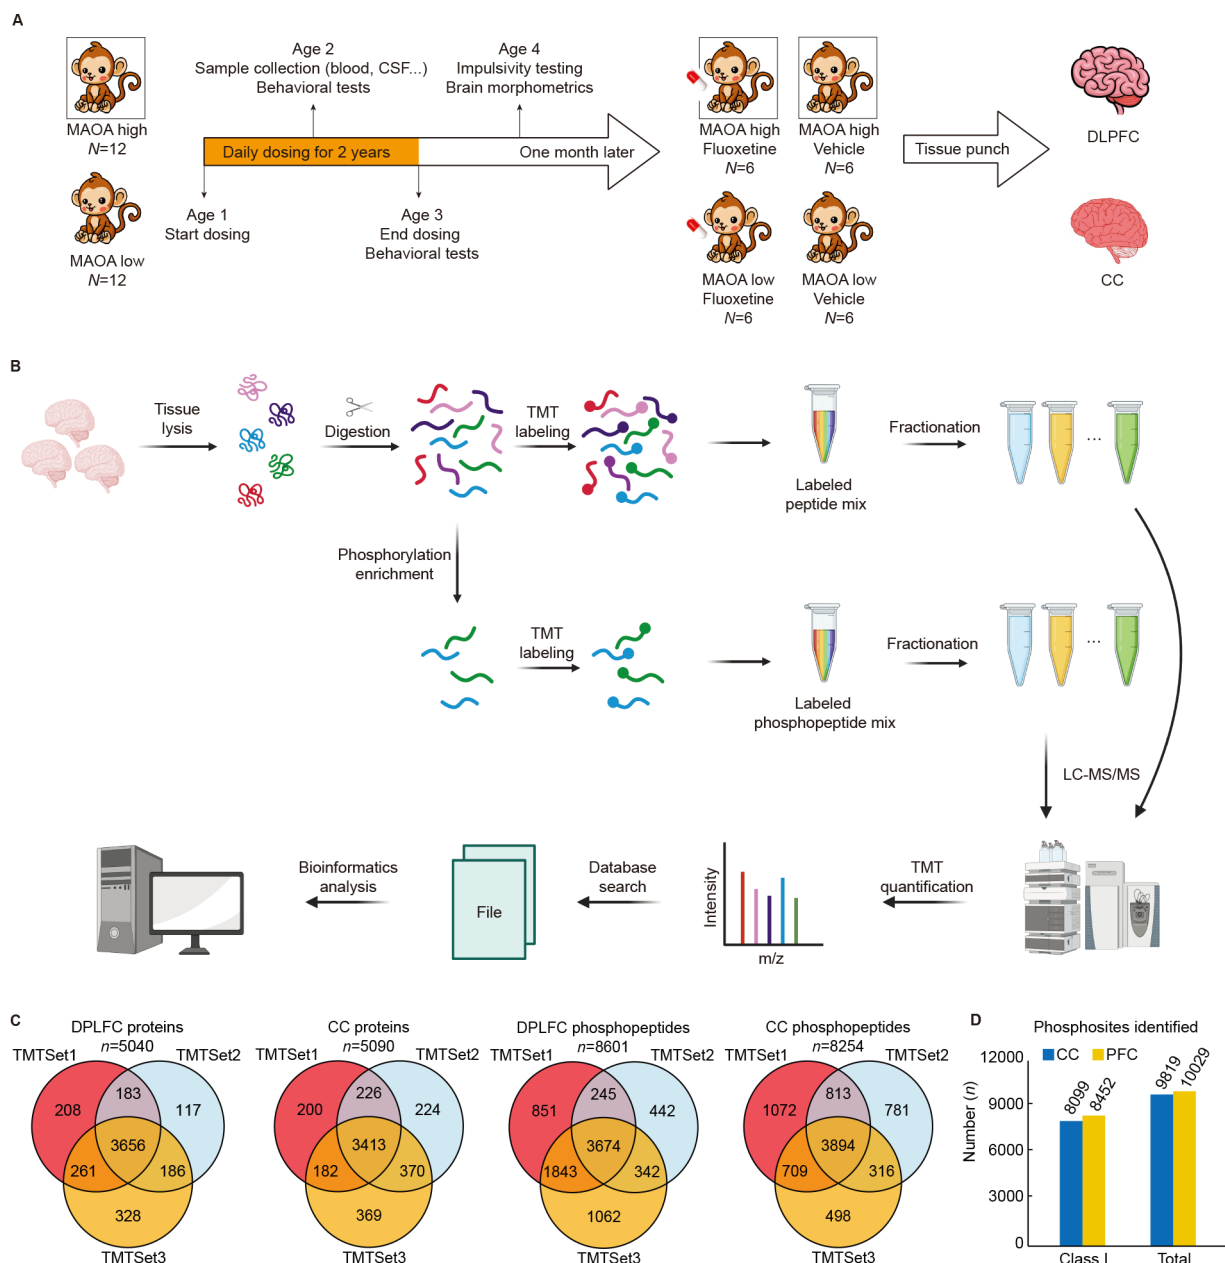 A
MAOA high
N=12
MAOA low
N=12
Age 2
Sample collection (blood, CSF...)
Behavioral tests
Age 4
Impulsivity testing
Brain morphometrics
Daily dosing for 2 years
One month later
Age 1
Start dosing
Age 3
End dosing
Behavioral tests
MAOA high
Fluoxetine
N=6
MAOA high
Vehicle
N=6
MAOA low
Fluoxetine
N=6
MAOA low
Vehicle
N=6
Tissue punch
DLPFC
CC
B
Tissue
lysis
Digestion
TMT
labeling
Labeled
peptide mix
Fractionation
...
Phosphorylation
enrichment
TMT
labeling
Labeled
phosphopeptide mix
Fractionation
...
LC-MS/MS
TMT
quantification
Intensity
m/z
Database
search
File
Bioinformatics
analysis
C
DPLFC proteins
n=5040
TMTSet1
TMTSet2
183
208
117
3656
261
186
328
TMTSet3
CC proteins
n=5090
TMTSet1
TMTSet2
226
200
224
3413
182
370
369
TMTSet3
DPLFC phosphopeptides
n=8601
TMTSet1
TMTSet2
245
851
442
3674
1843
342
1062
TMTSet3
CC phosphopeptides
n=8254
TMTSet1
TMTSet2
813
1072
781
3894
709
316
498
TMTSet3
D
Phosphosites identified
CC
PFC
Number (n)
12000
9000
6000
3000
0
8099
8452
9819
10029
Class I
Total